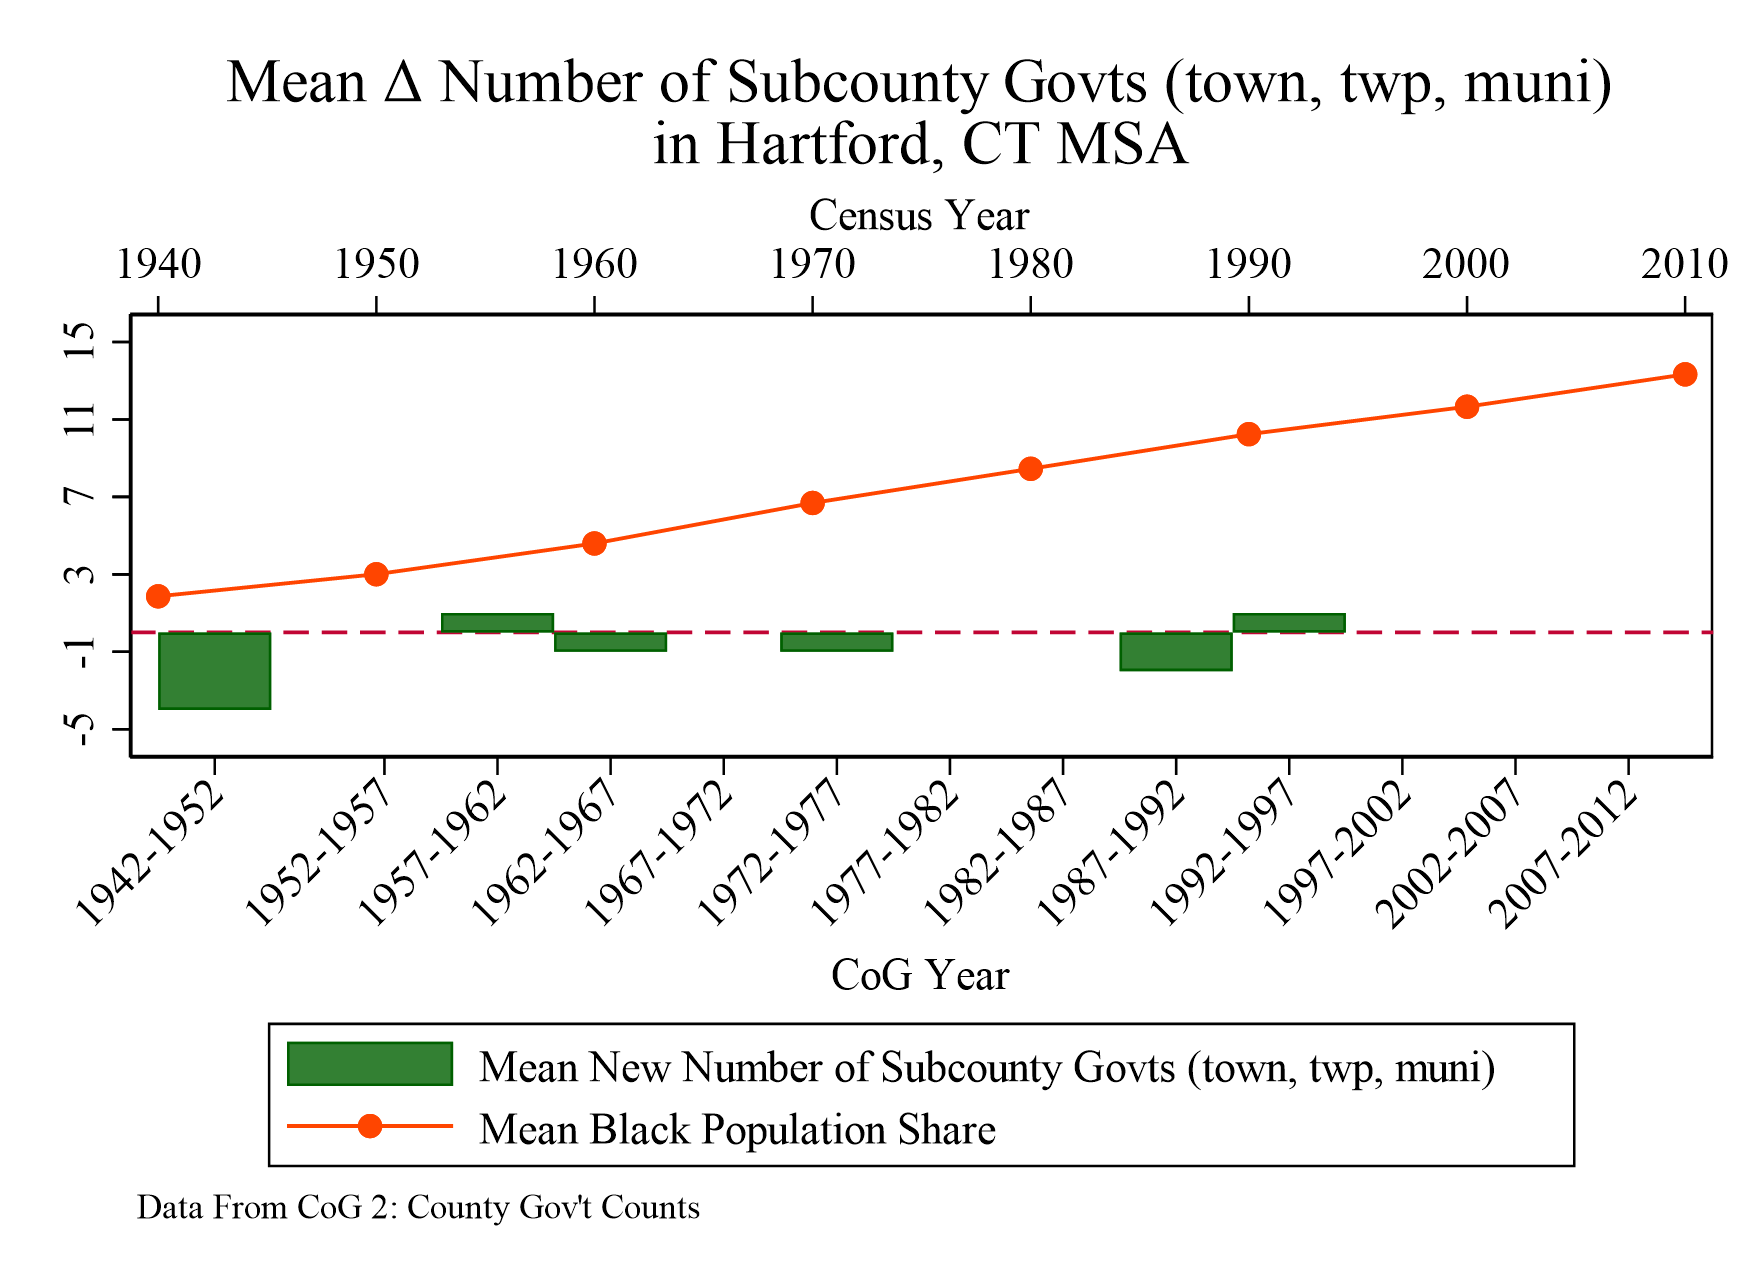 Mean Δ Number of Subcounty Govts (town, twp, muni)
in Hartford, CT MSA
Census Year
1940 1950 1960 1970 1980 1990 2000 2010
15
11
7
3
-1
-5
1942-1952 1952-1957 1957-1962 1962-1967 1967-1972 1972-1977 1977-1982 1982-1987 1987-1992 1992-1997 1997-2002 2002-2007 2007-2012
CoG Year
Mean New Number of Subcounty Govts (town, twp, muni)
Mean Black Population Share
Data From CoG 2: County Gov't Counts